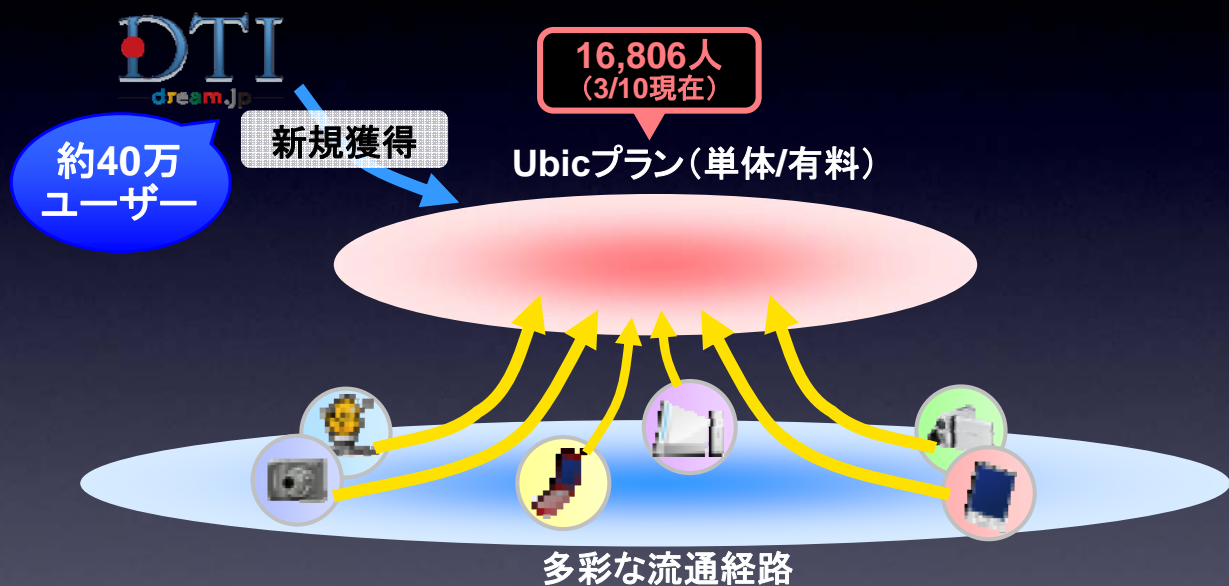 DTI
dream.jp
16,806人
（3/10現在）
新規獲得
約40万
ユーザー
Ubicプラン（単体/有料）
多彩な流通経路